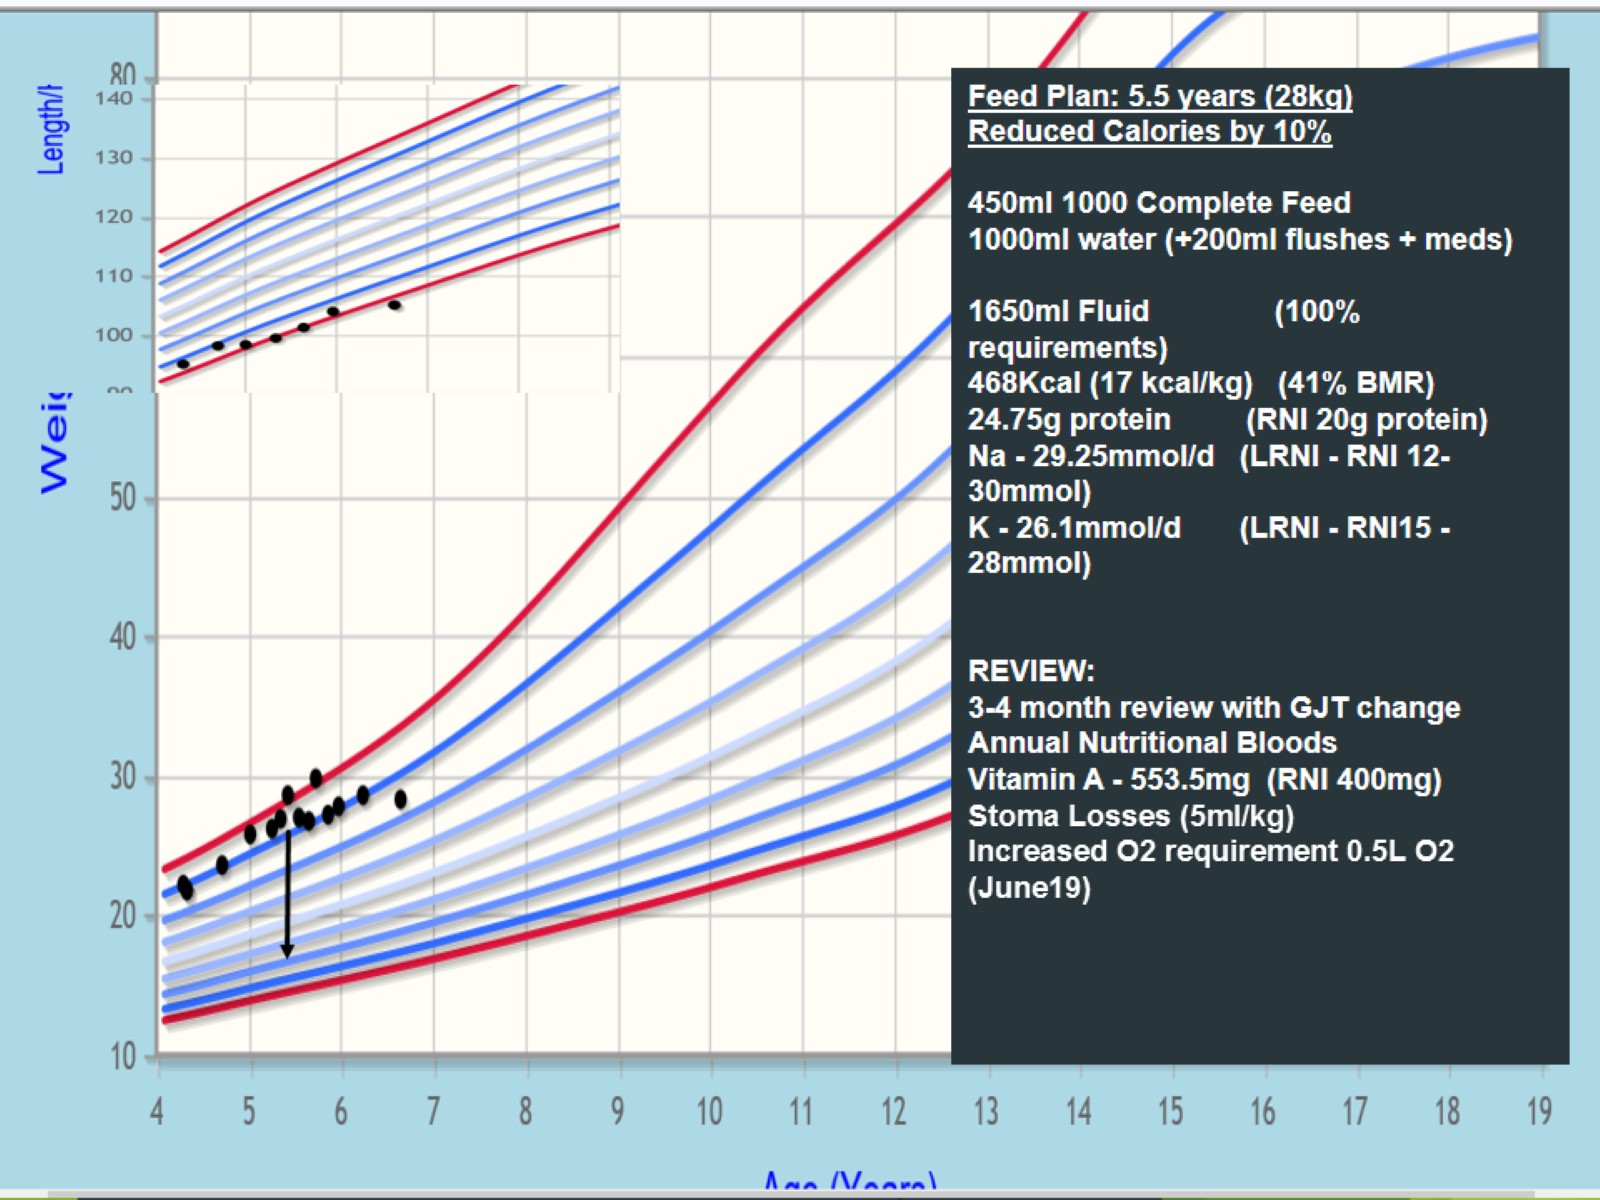 80
Length/
140
130
120
110
100
90
Weig
50
40
30
20
10
4 5 6 7 8 9 10 11 12 13 14 15 16 17 18 19
Age (Years)
Feed Plan: 5.5 years (28kg)
Reduced Calories by 10%
450ml 1000 Complete Feed
1000ml water (+200ml flushes + meds)
1650ml Fluid (100%
requirements)
468Kcal (17 kcal/kg) (41% BMR)
24.75g protein (RNI 20g protein)
Na - 29.25mmol/d (LRNI - RNI 12-
30mmol)
K - 26.1mmol/d (LRNI - RNI15 -
28mmol)
REVIEW:
3-4 month review with GJT change
Annual Nutritional Bloods
Vitamin A - 553.5mg (RNI 400mg)
Stoma Losses (5ml/kg)
Increased O2 requirement 0.5L O2
(June19)